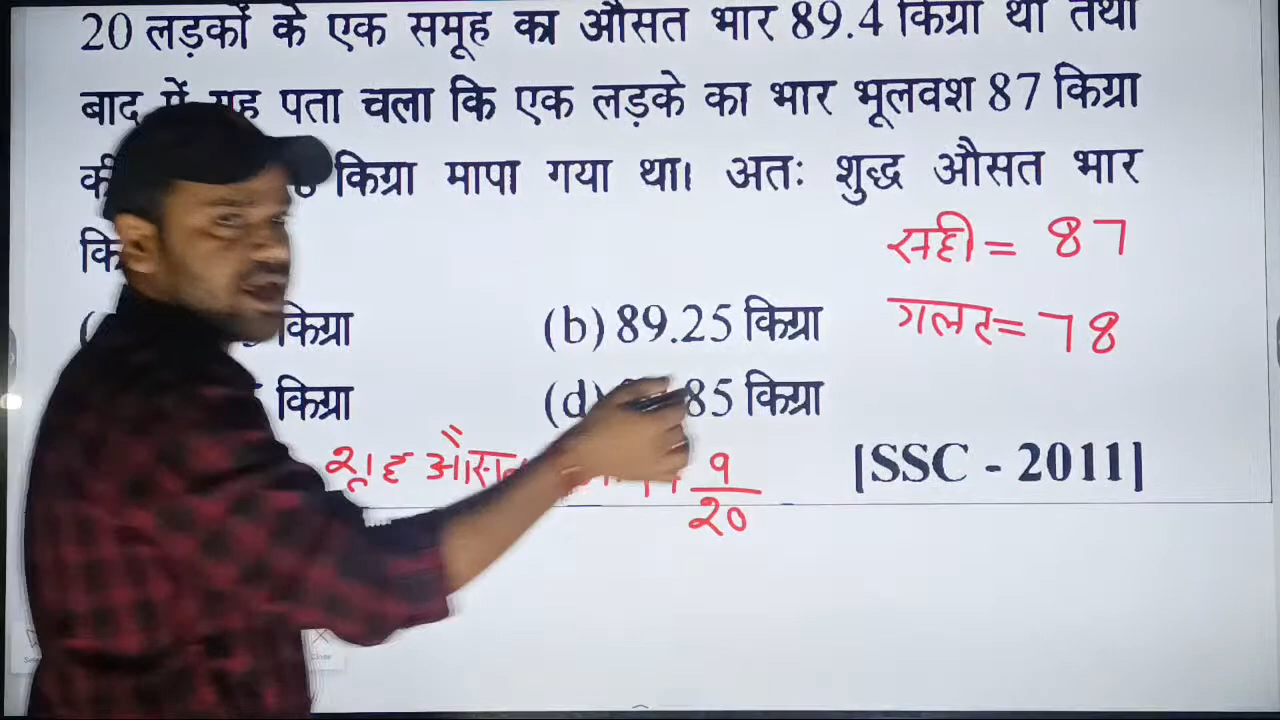 20 लड़कों के एक समूह का औसत भार 89.4 किग्रा था तथा
बाद में यह पता चला कि एक लड़के का भार भूलवश 87 किग्रा
की किग्रा मापा गया था। अतः शुद्ध औसत भार
सही = 87
गलत = 78
किग्रा (b) 89.25 किग्रा
किग्रा (d) 85 किग्रा
शुद्ध औसत 9/20
[SSC - 2011]